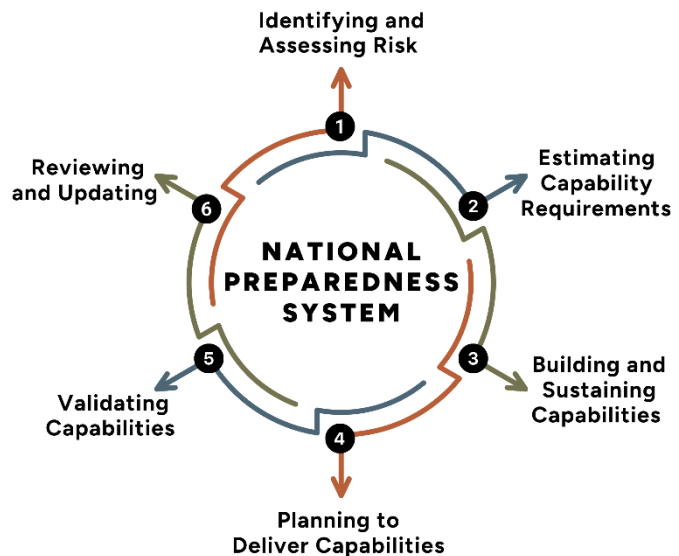 Identifying and
Assessing Risk
1
Estimating
Capability
Requirements
2
Building and
Sustaining
Capabilities
3
Planning to
Deliver Capabilities
4
Validating
Capabilities
5
Reviewing
and Updating
6
NATIONAL
PREPAREDNESS
SYSTEM